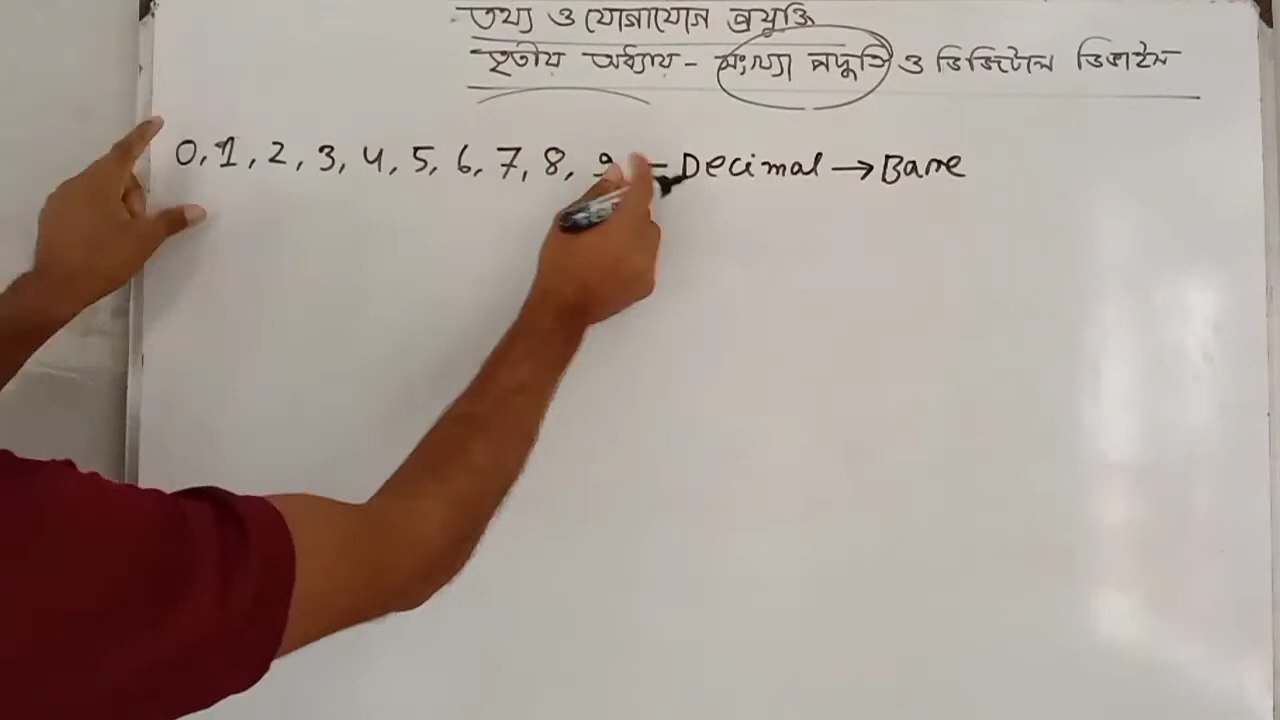 তথ্য ও যোগাযোগ প্রযুক্তি
তৃতীয় অধ্যায় - সংখ্যা পদ্ধতি ও ডিজিটাল ডিভাইস
0, 1, 2, 3, 4, 5, 6, 7, 8, 9 - Decimal → Base